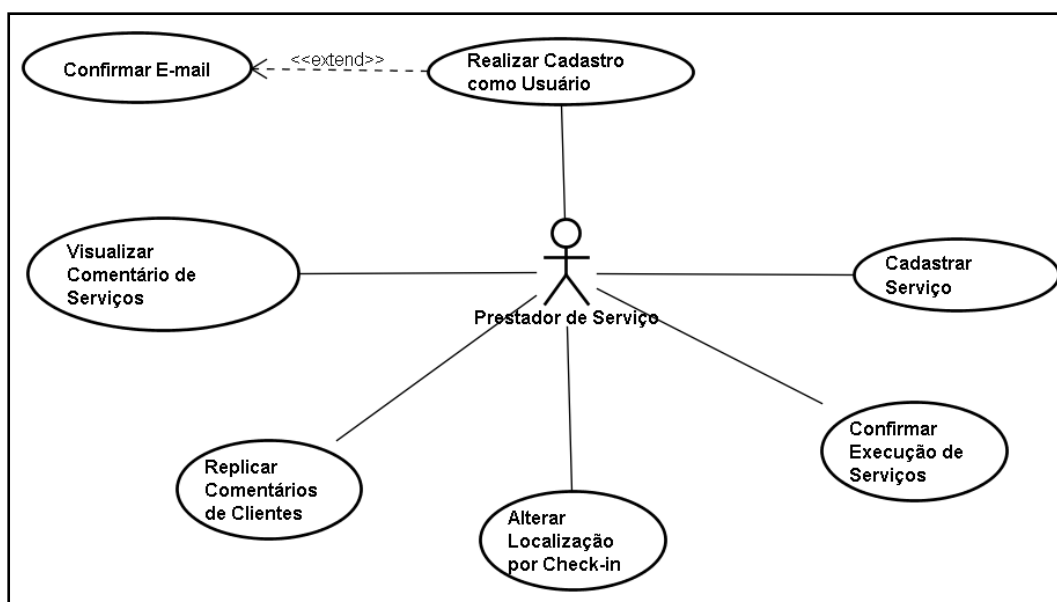 Confirmar E-mail
<<extend>>
Realizar Cadastro
como Usuário
Visualizar
Comentário de
Serviços
Prestador de Serviço
Cadastrar
Serviço
Replicar
Comentários
de Clientes
Alterar
Localização
por Check-in
Confirmar
Execução de
Serviços